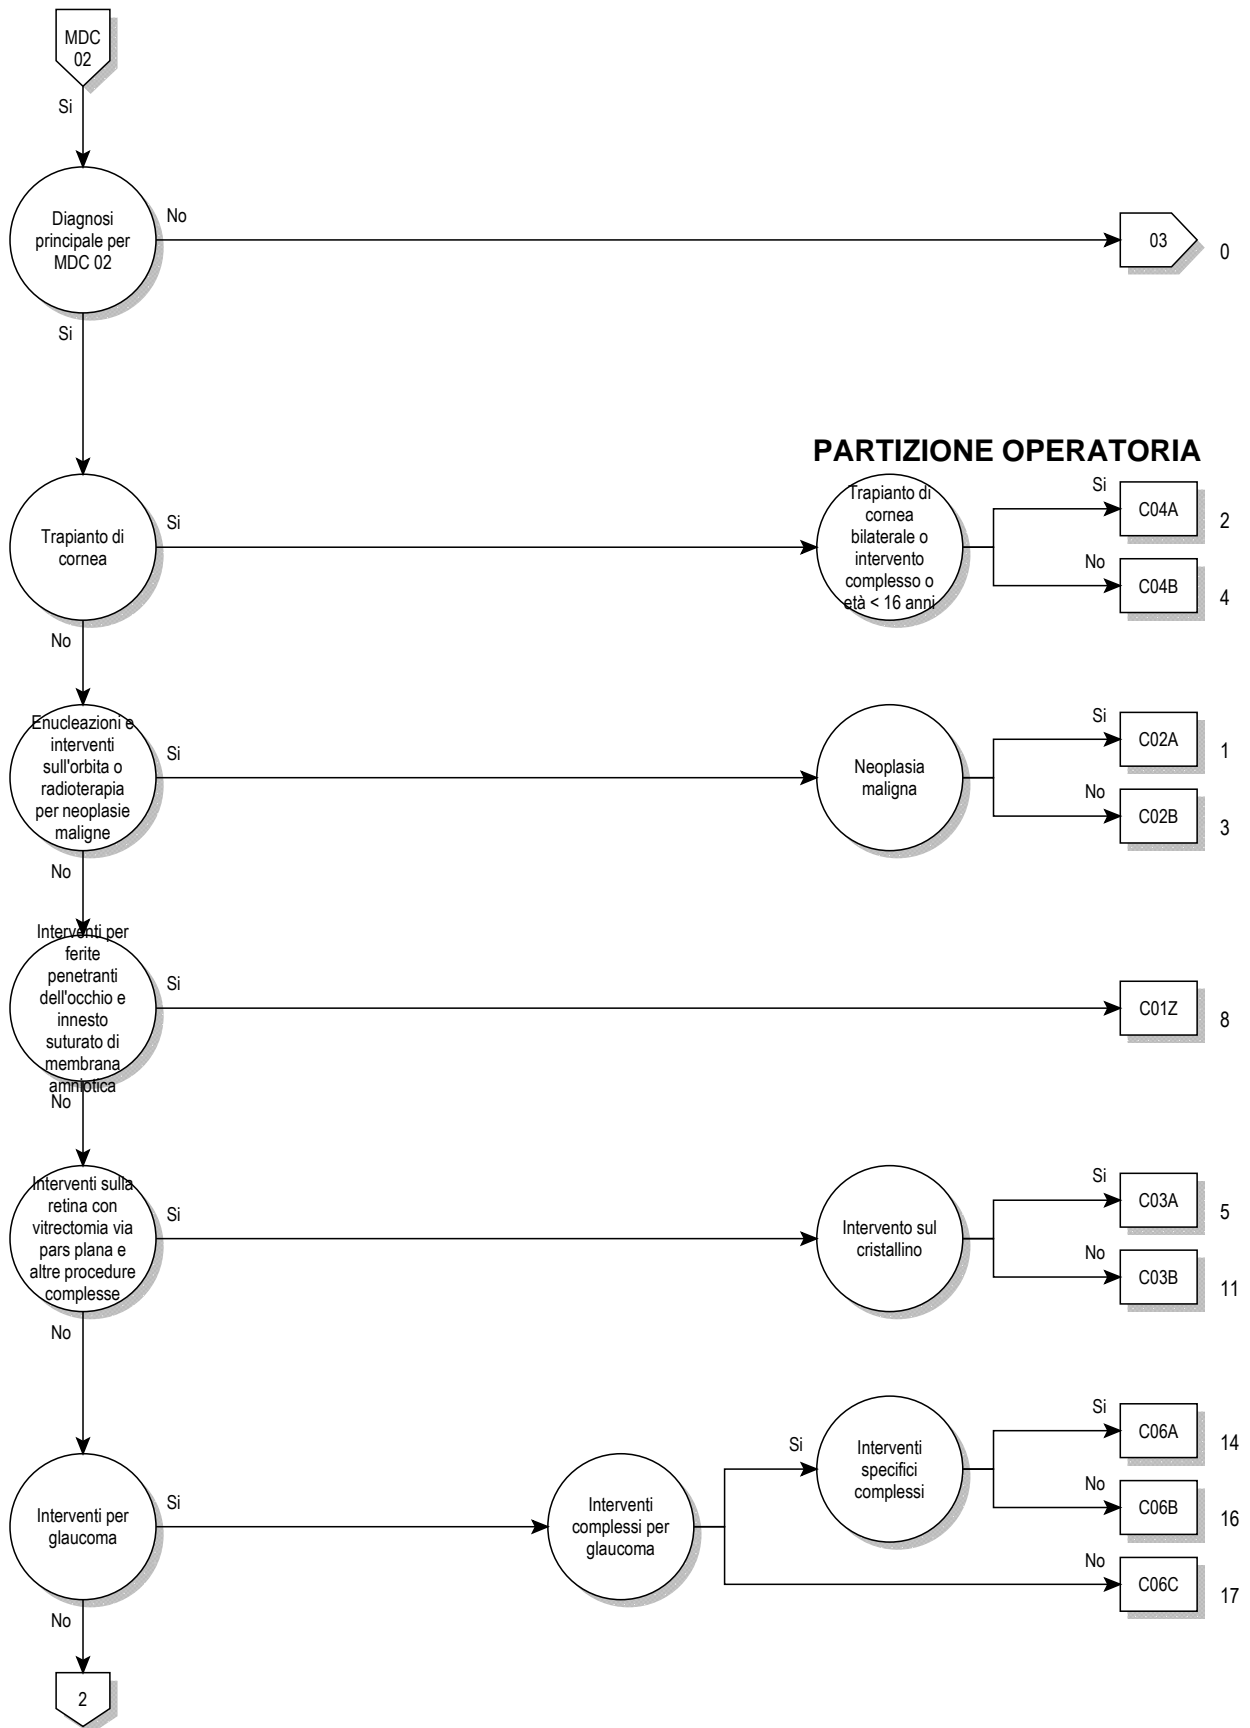 MDC
02
Si
Diagnosi
principale per
MDC 02
No
03
0
Si
PARTIZIONE OPERATORIA
Trapianto di
cornea
Si
Trapianto di
cornea
bilaterale o
intervento
complesso o
età < 16 anni
Si
C04A
2
No
C04B
4
No
Enucleazioni e
interventi
sull'orbita o
radioterapia
per neoplasie
maligne
Si
Neoplasia
maligna
Si
C02A
1
No
C02B
3
No
Interventi per
ferite
penetranti
dell'occhio e
innesto
suturato di
membrana
amniotica
Si
C01Z
8
No
Interventi sulla
retina con
vitrectomia via
pars plana e
altre procedure
complesse
Si
Intervento sul
cristallino
Si
C03A
5
No
C03B
11
No
Interventi per
glaucoma
Si
Interventi
complessi per
glaucoma
Si
Interventi
specifici
complessi
Si
C06A
14
No
C06B
16
No
C06C
17
No
2